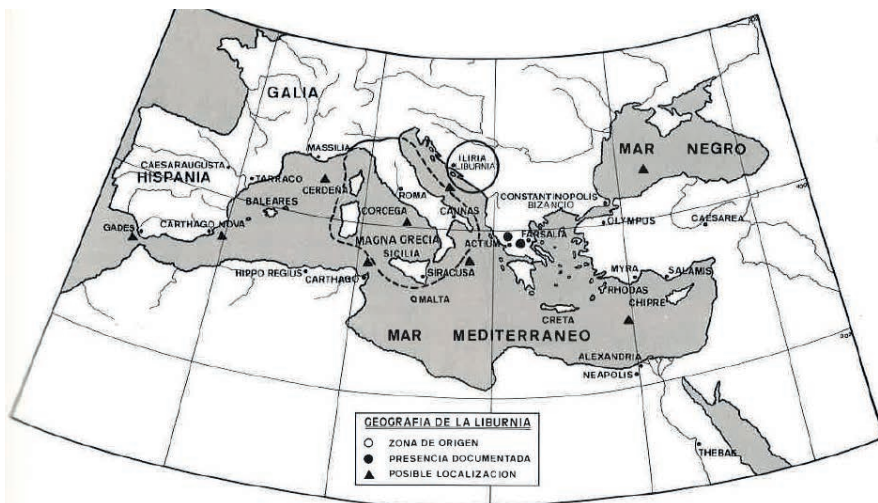 GALIA
MAR NEGRO
HISPANIA
CAESARAUGUSTA
TARRACO
MASSILIA
CERDEÑA
BALEARES
GADES
CARTHAGO NOVA
ILIRIA
LIBURNIA
ROMA
CORCEGA
CANNAS
CONSTANTINOPOLIS
BIZANCIO
OLYMPUS
CAESAREA
ACTIUM
FARSALIA
MAGNA GRECIA
SICILIA
SIRACUSA
HIPPO REGIUS
CARTHAGO
MALTA
MYRA
SALAMIS
RHODAS
CHIPRE
CRETA
MAR MEDITERRANEO
ALEXANDRIA
NEAPOLIS
THEBAE
GEOGRAFIA DE LA LIBURNIA
ZONA DE ORIGEN
PRESENCIA DOCUMENTADA
POSIBLE LOCALIZACION